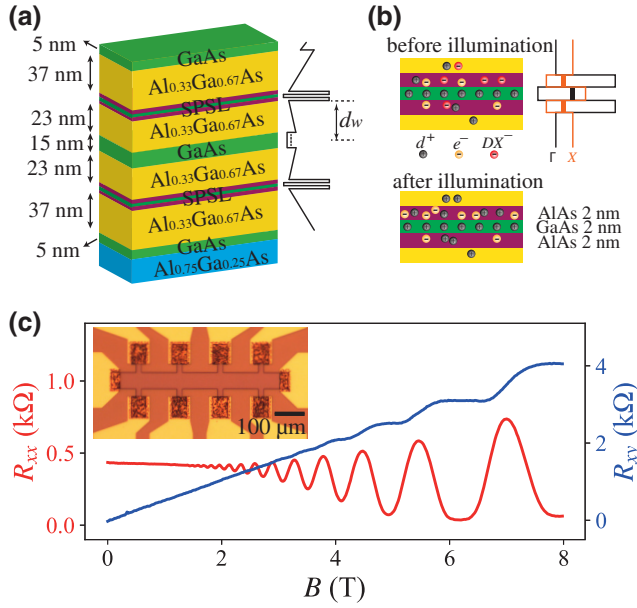 (a)
5 nm
GaAs
37 nm
Al0.33Ga0.67As
SPSL
23 nm
Al0.33Ga0.67As
dw
15 nm
GaAs
23 nm
Al0.33Ga0.67As
SPSL
37 nm
Al0.33Ga0.67As
5 nm
GaAs
Al0.75Ga0.25As
(b)
before illumination
d+ e− DX−
Γ X
after illumination
AlAs 2 nm
GaAs 2 nm
AlAs 2 nm
(c)
100 μm
Rxx (kΩ)
1.0
0.5
0.0
Rxy (kΩ)
4
2
0
0 2 4 6 8
B (T)